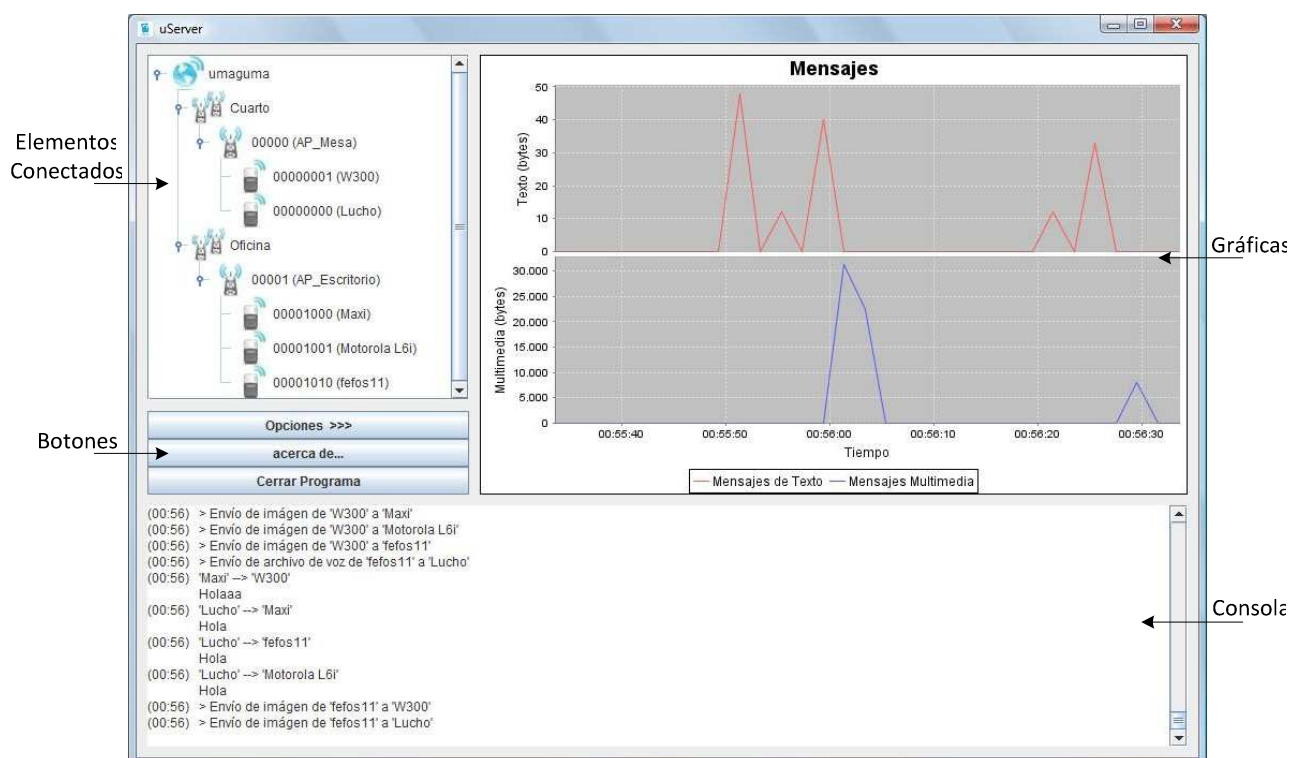 uServer
umaguma
Cuarto
00000 (AP_Mesa)
00000001 (W300)
00000000 (Lucho)
Oficina
00001 (AP_Escritorio)
00001000 (Maxi)
00001001 (Motorola L6i)
00001010 (fefos11)
Elementos
Conectados
Opciones >>>
acerca de...
Cerrar Programa
Botones
Mensajes
Texto (bytes)
50
40
30
20
10
0
Multimedia (bytes)
30.000
25.000
20.000
15.000
10.000
5.000
0
00:55:40 00:55:50 00:56:00 00:56:10 00:56:20 00:56:30
Tiempo
Mensajes de Texto Mensajes Multimedia
Gráficas
(00:56) > Envío de imágen de 'W300' a 'Maxi'
(00:56) > Envío de imágen de 'W300' a 'Motorola L6i'
(00:56) > Envío de imágen de 'W300' a 'fefos11'
(00:56) > Envío de archivo de voz de 'fefos11' a 'Lucho'
(00:56) 'Maxi' --> 'W300'
Holaaa
(00:56) 'Lucho' --> 'Maxi'
Hola
(00:56) 'Lucho' --> 'fefos11'
Hola
(00:56) 'Lucho' --> 'Motorola L6i'
Hola
(00:56) > Envío de imágen de 'fefos11' a 'W300'
(00:56) > Envío de imágen de 'fefos11' a 'Lucho'
Consola